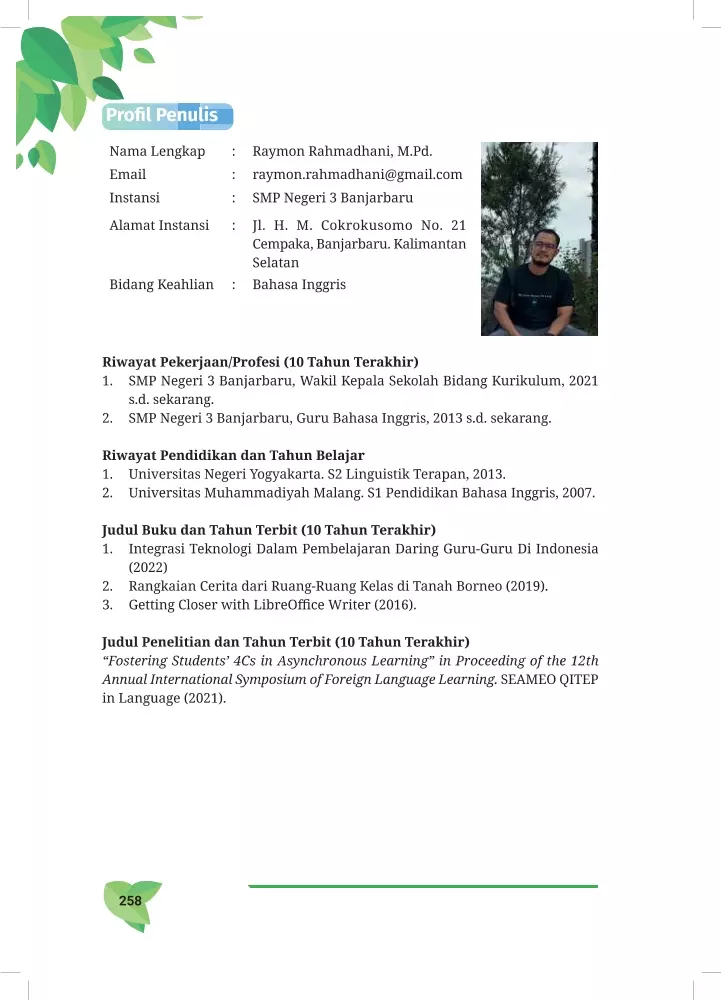 Profil Penulis
Nama Lengkap : Raymon Rahmadhani, M.Pd.
Email : raymon.rahmadhani@gmail.com
Instansi : SMP Negeri 3 Banjarbaru
Alamat Instansi : Jl. H. M. Cokrokusomo No. 21
Cempaka, Banjarbaru. Kalimantan
Selatan
Bidang Keahlian : Bahasa Inggris
Riwayat Pekerjaan/Profesi (10 Tahun Terakhir)
1. SMP Negeri 3 Banjarbaru, Wakil Kepala Sekolah Bidang Kurikulum, 2021
s.d. sekarang.
2. SMP Negeri 3 Banjarbaru, Guru Bahasa Inggris, 2013 s.d. sekarang.
Riwayat Pendidikan dan Tahun Belajar
1. Universitas Negeri Yogyakarta. S2 Linguistik Terapan, 2013.
2. Universitas Muhammadiyah Malang. S1 Pendidikan Bahasa Inggris, 2007.
Judul Buku dan Tahun Terbit (10 Tahun Terakhir)
1. Integrasi Teknologi Dalam Pembelajaran Daring Guru-Guru Di Indonesia
(2022)
2. Rangkaian Cerita dari Ruang-Ruang Kelas di Tanah Borneo (2019).
3. Getting Closer with LibreOffice Writer (2016).
Judul Penelitian dan Tahun Terbit (10 Tahun Terakhir)
“Fostering Students’ 4Cs in Asynchronous Learning” in Proceeding of the 12th
Annual International Symposium of Foreign Language Learning. SEAMEO QITEP
in Language (2021).
258